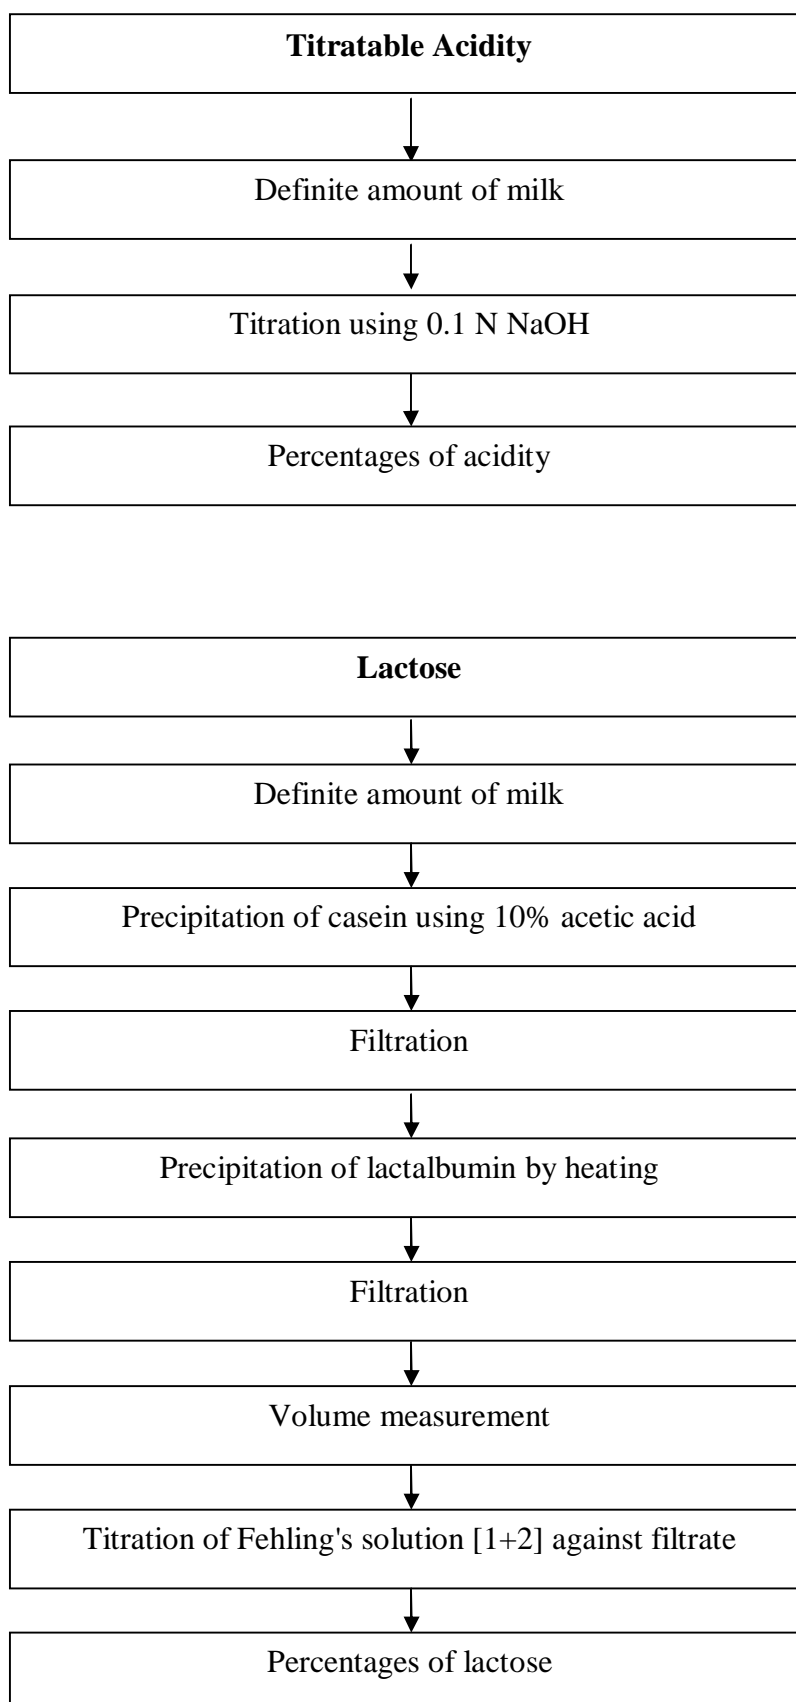 Titratable Acidity
Definite amount of milk
Titration using 0.1 N NaOH
Percentages of acidity
Lactose
Definite amount of milk
Precipitation of casein using 10% acetic acid
Filtration
Precipitation of lactalbumin by heating
Filtration
Volume measurement
Titration of Fehling's solution [1+2] against filtrate
Percentages of lactose